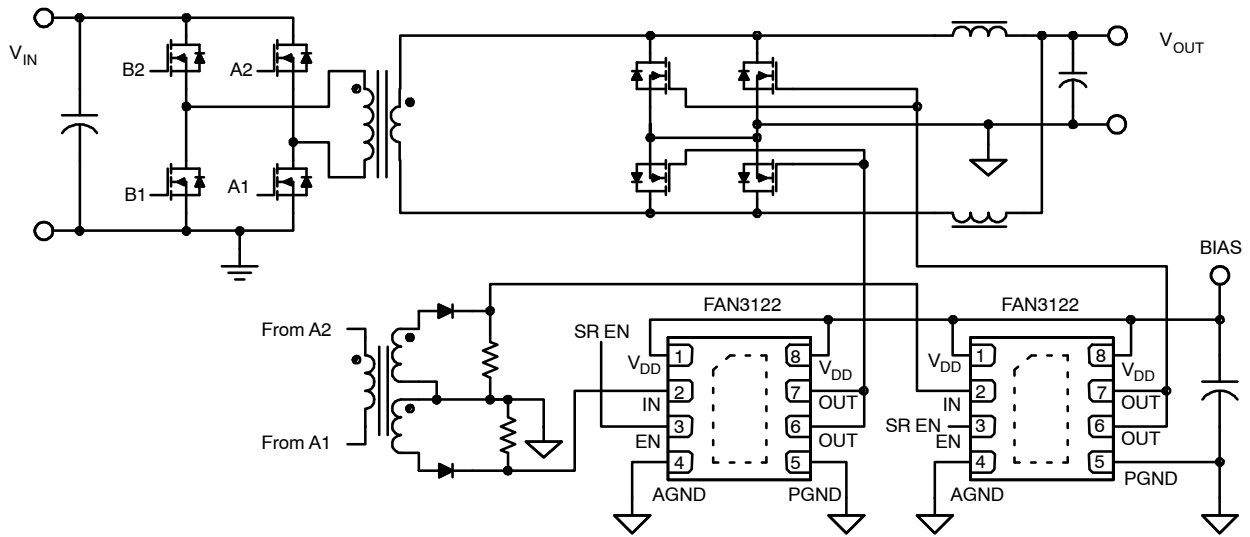 VIN
B2
A2
B1
A1
VOUT
BIAS
From A2
From A1
SR EN
FAN3122
1
VDD
2
IN
3
EN
4
AGND
8
VDD
7
OUT
6
OUT
5
PGND
FAN3122
1
VDD
2
IN
SR EN
3
EN
4
AGND
8
VDD
7
OUT
6
OUT
5
PGND